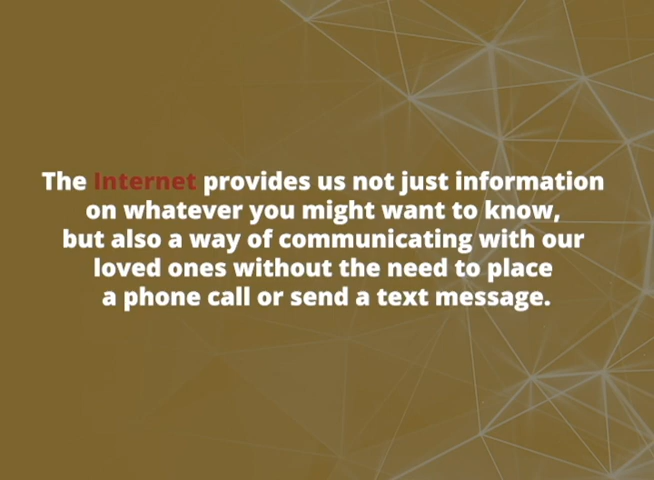 The Internet provides us not just information
on whatever you might want to know,
but also a way of communicating with our
loved ones without the need to place
a phone call or send a text message.